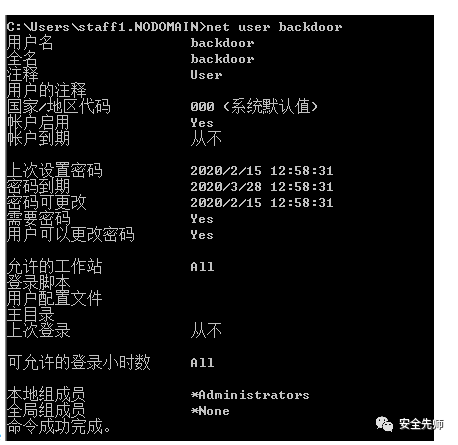 C:\Users\staff1.NODOMAIN>net user backdoor
用户名 backdoor
全名 backdoor
注释 User
用户的注释
国家/地区代码 000 (系统默认值)
帐户启用 Yes
帐户到期 从不
上次设置密码 2020/2/15 12:58:31
密码到期 2020/3/28 12:58:31
密码可更改 2020/2/15 12:58:31
需要密码 Yes
用户可以更改密码 Yes
允许的工作站 All
登录脚本
用户配置文件
主目录
上次登录 从不
可允许的登录小时数 All
本地组成员 *Administrators
全局组成员 *None
命令成功完成。
安全先师